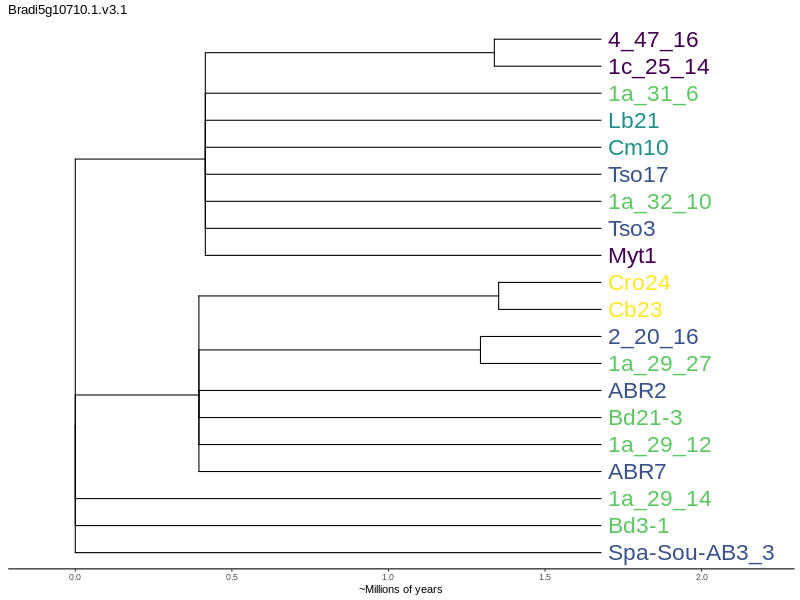 Bradi5g10710.1.v3.1
4_47_16
1c_25_14
1a_31_6
Lb21
Cm10
Tso17
1a_32_10
Tso3
Myt1
Cro24
Cb23
2_20_16
1a_29_27
ABR2
Bd21-3
1a_29_12
ABR7
1a_29_14
Bd3-1
Spa-Sou-AB3_3
0.0 0.5 1.0 1.5 2.0
~Millions of years